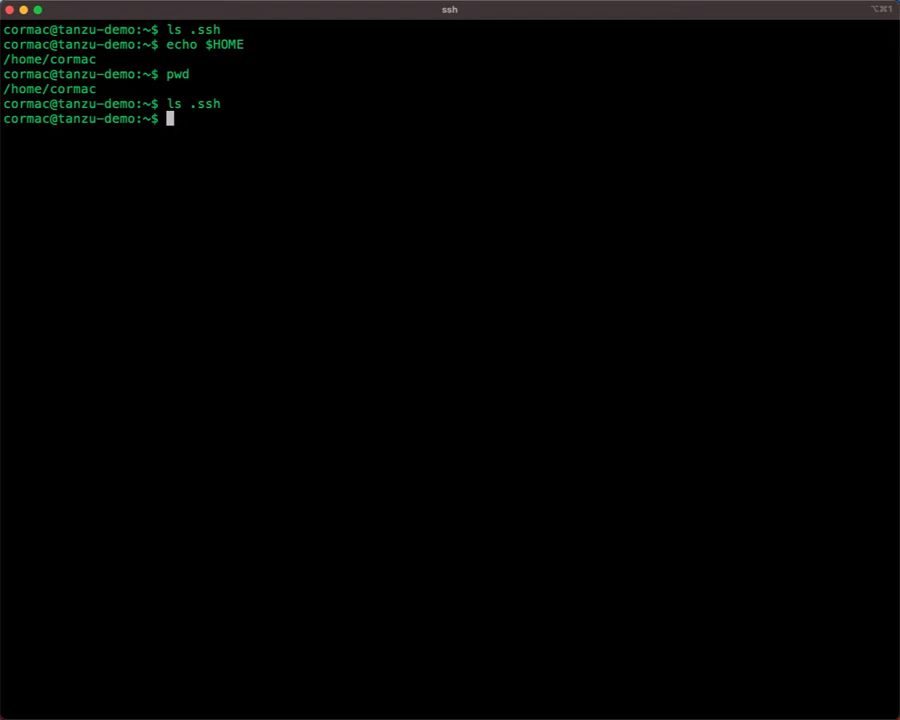 ssh
⌥⌘1
cormac@tanzu-demo:~$ ls .ssh
cormac@tanzu-demo:~$ echo $HOME
/home/cormac
cormac@tanzu-demo:~$ pwd
/home/cormac
cormac@tanzu-demo:~$ ls .ssh
cormac@tanzu-demo:~$